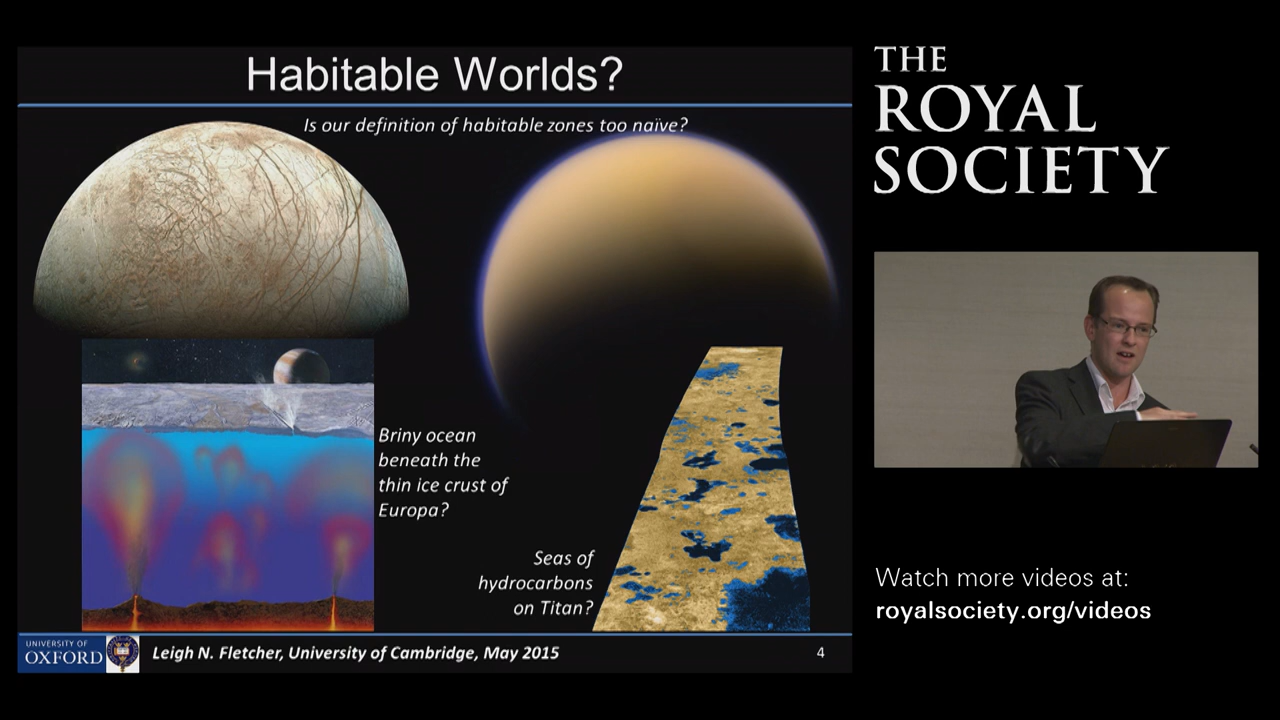 Habitable Worlds?
Is our definition of habitable zones too naïve?
Briny ocean
beneath the
thin ice crust of
Europa?
Seas of
hydrocarbons
on Titan?
UNIVERSITY OF
OXFORD
Leigh N. Fletcher, University of Cambridge, May 2015
4
THE
ROYAL
SOCIETY
Watch more videos at:
royalsociety.org/videos